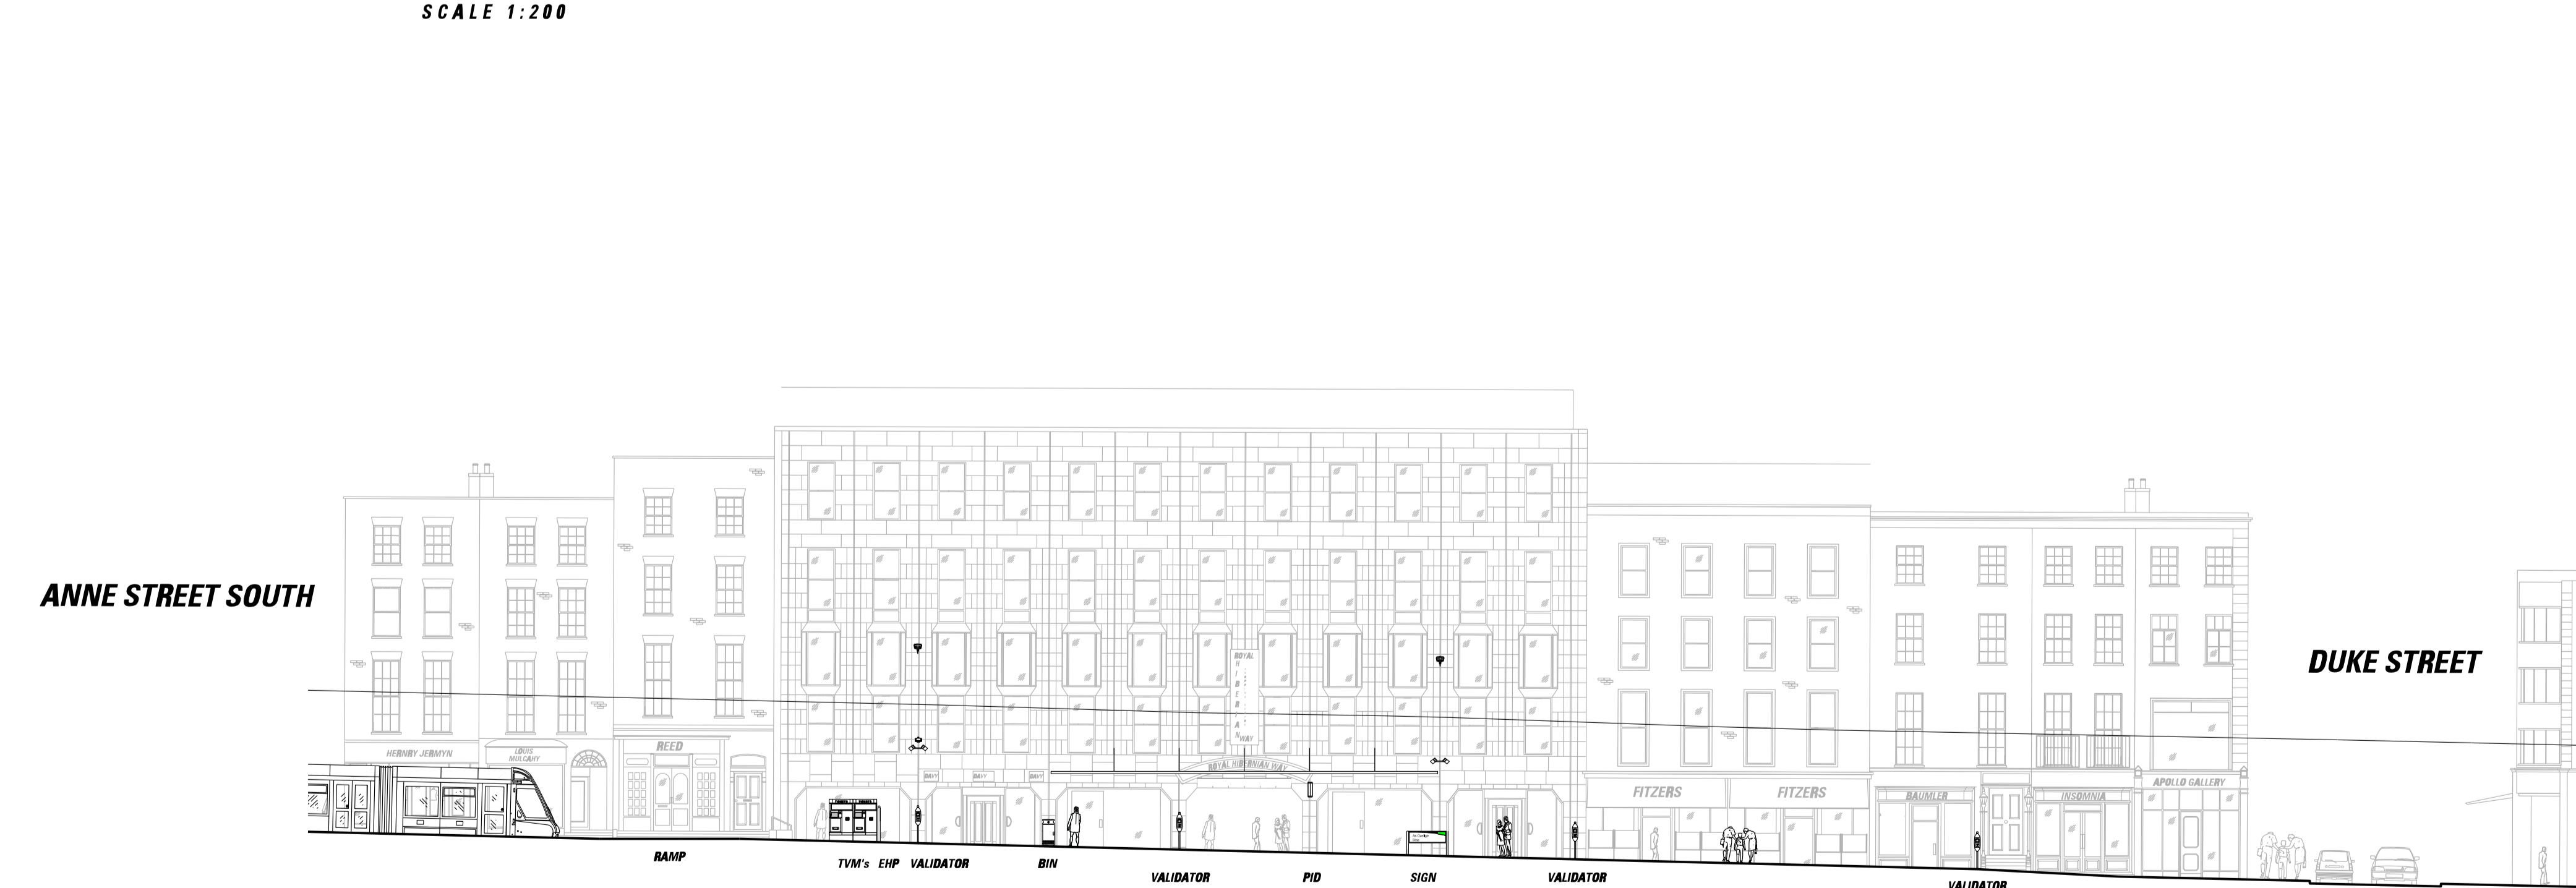 SCALE 1:200
ANNE STREET SOUTH
DUKE STREET
HERNRY JERMYN
LOUIS
MULCAHY
REED
DAVY
DAVY
DAVY
ROYAL
HIBERNIAN
WAY
ROYAL HIBERNIAN WAY
FITZERS
FITZERS
BAUMLER
INSOMNIA
APOLLO GALLERY
RAMP
TVM's EHP VALIDATOR
BIN
VALIDATOR
PID
SIGN
VALIDATOR
VALIDATOR